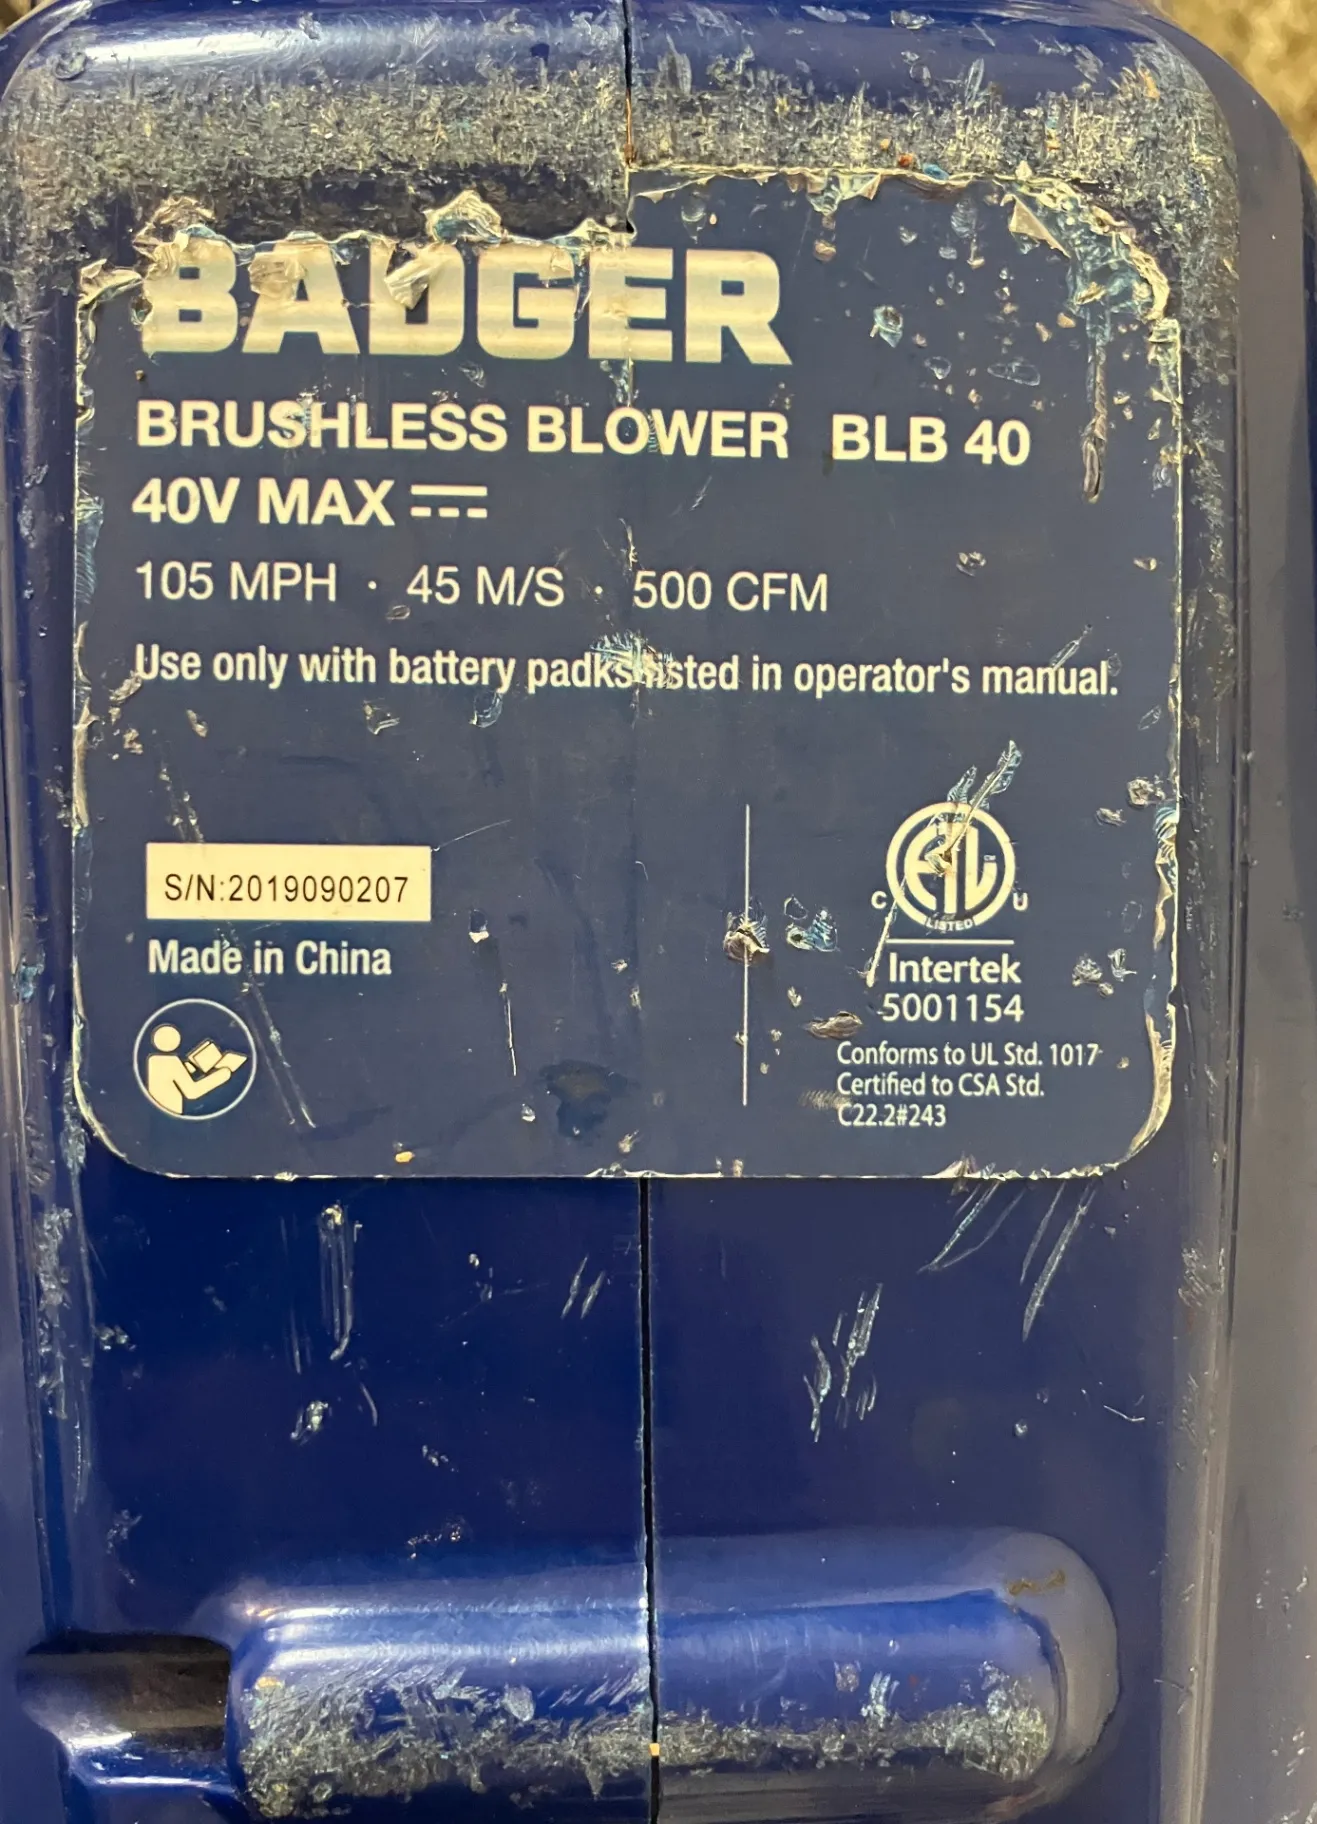 BADGER
BRUSHLESS BLOWER BLB 40
40V MAX
105 MPH · 45 M/S · 500 CFM
Use only with battery padks listed in operator's manual.
S/N:2019090207
Made in China
ETL CM
C U
LISTED
Intertek
5001154
Conforms to UL Std. 1017
Certified to CSA Std.
C22.2#243